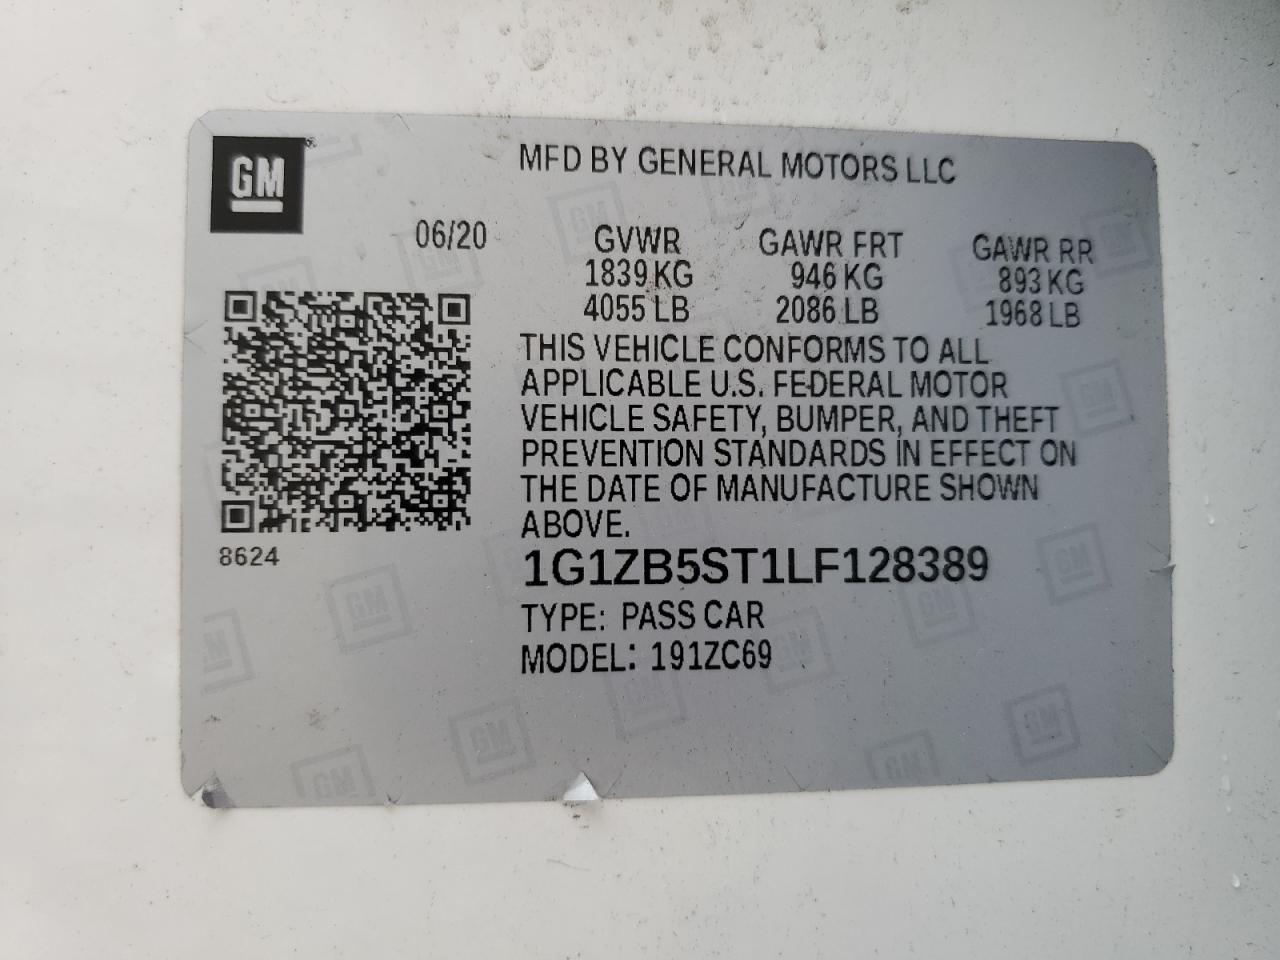 GM
MFD BY GENERAL MOTORS LLC
06/20
GVWR GAWR FRT GAWR RR
1839 KG 946 KG 893 KG
4055 LB 2086 LB 1968 LB
THIS VEHICLE CONFORMS TO ALL
APPLICABLE U.S. FEDERAL MOTOR
VEHICLE SAFETY, BUMPER, AND THEFT
PREVENTION STANDARDS IN EFFECT ON
THE DATE OF MANUFACTURE SHOWN
ABOVE.
8624
1G1ZB5ST1LF128389
TYPE: PASS CAR
MODEL: 191ZC69